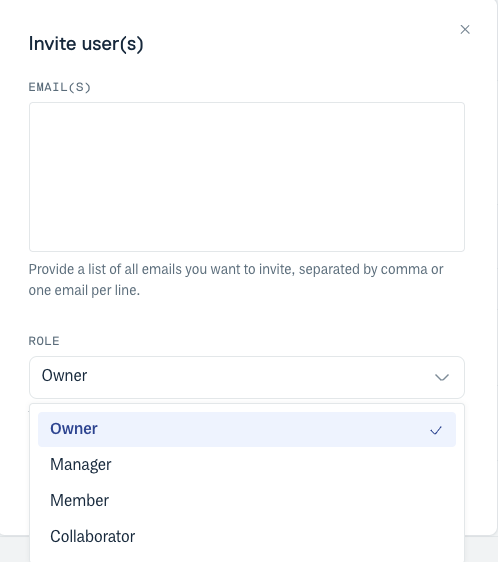 Invite user(s)
EMAIL(S)
Provide a list of all emails you want to invite, separated by comma or
one email per line.
ROLE
Owner
Owner
Manager
Member
Collaborator